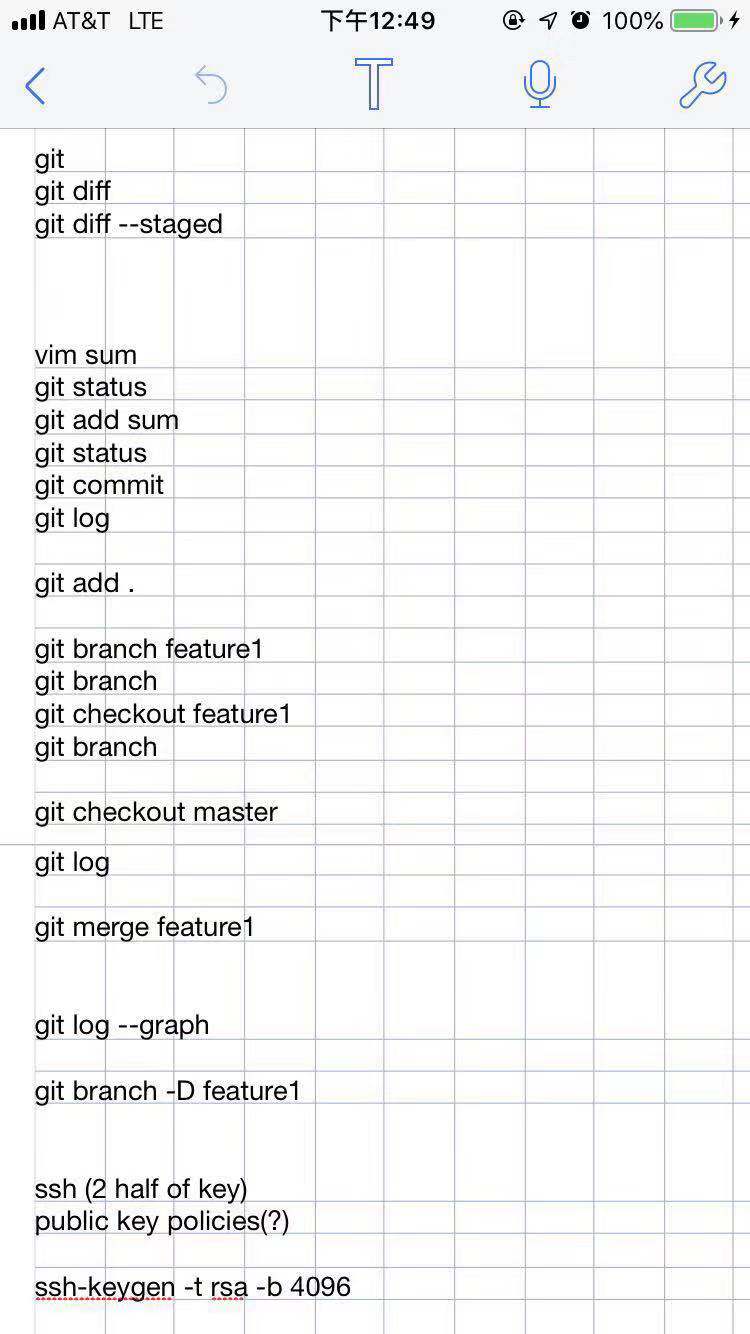 AT&T LTE 下午12:49 100%
git
git diff
git diff --staged
vim sum
git status
git add sum
git status
git commit
git log
git add .
git branch feature1
git branch
git checkout feature1
git branch
git checkout master
git log
git merge feature1
git log --graph
git branch -D feature1
ssh (2 half of key)
public key policies(?)
ssh-keygen -t rsa -b 4096